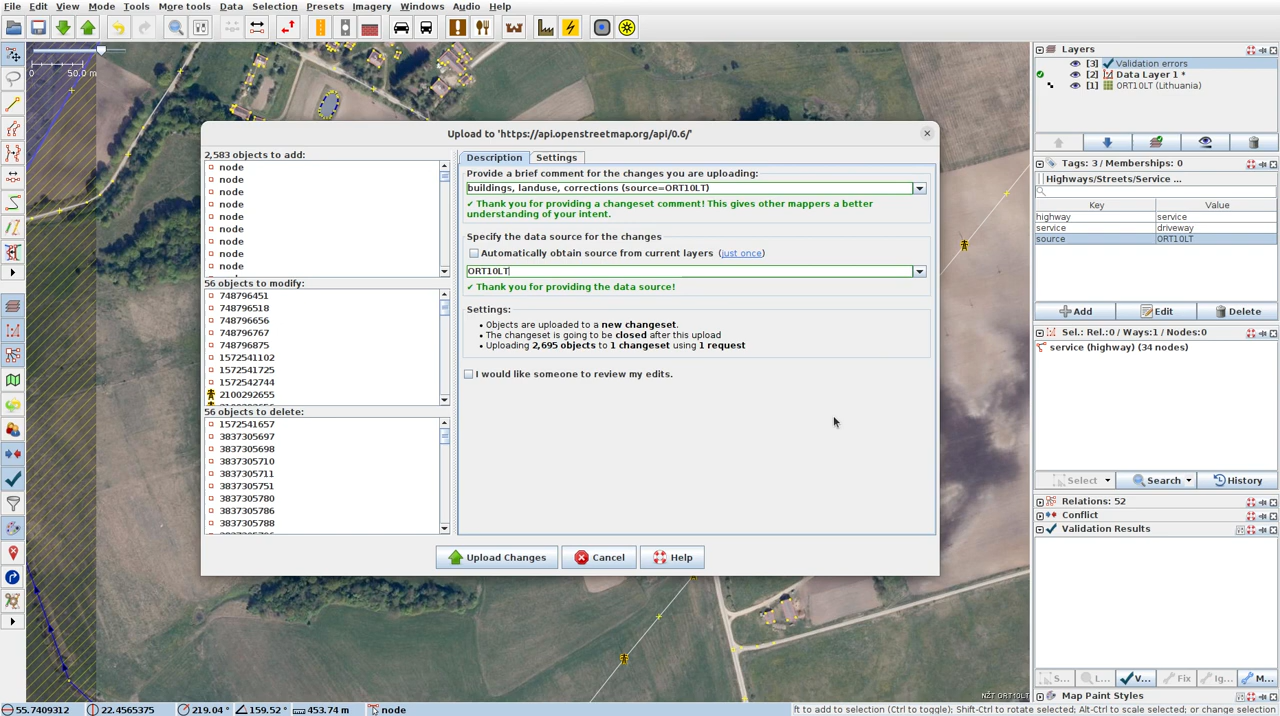 File Edit View Mode Tools More tools Data Selection Presets Imagery Windows Audio Help
0 50.0 m
Upload to 'https://api.openstreetmap.org/api/0.6/'
2,583 objects to add:
node
node
node
node
node
node
node
node
node
56 objects to modify:
748796451
748796518
748796656
748796767
748796875
1572541102
1572541725
1572542744
2100292655
56 objects to delete:
1572541657
3837305697
3837305698
3837305710
3837305711
3837305751
3837305780
3837305786
3837305788
Description Settings
Provide a brief comment for the changes you are uploading:
buildings, landuse, corrections (source=ORT10LT)
✔ Thank you for providing a changeset comment! This gives other mappers a better
understanding of your intent.
Specify the data source for the changes
Automatically obtain source from current layers (just once)
ORT10LT
✔ Thank you for providing the data source!
Settings:
• Objects are uploaded to a new changeset.
• The changeset is going to be closed after this upload
• Uploading 2,695 objects to 1 changeset using 1 request
I would like someone to review my edits.
Upload Changes Cancel Help
Layers
[3] Validation errors
[2] Data Layer 1 *
[1] ORT10LT (Lithuania)
Tags: 3 / Memberships: 0
Highways/Streets/Service ...
Key Value
highway service
service driveway
source ORT10LT
Add Edit Delete
Sel.: Rel.:0 / Ways:1 / Nodes:0
service (highway) (34 nodes)
Select Search History
Relations: 52
Conflict
Validation Results
S... L... V... Fix Ig... M...
Map Paint Styles
NŽT ORT10LT
55.7409312 22.4565375 219.04 ° 159.52 ° 453.74 m node
ft to add to selection (Ctrl to toggle); Shift-Ctrl to rotate selected; Alt-Ctrl to scale selected; or change selection